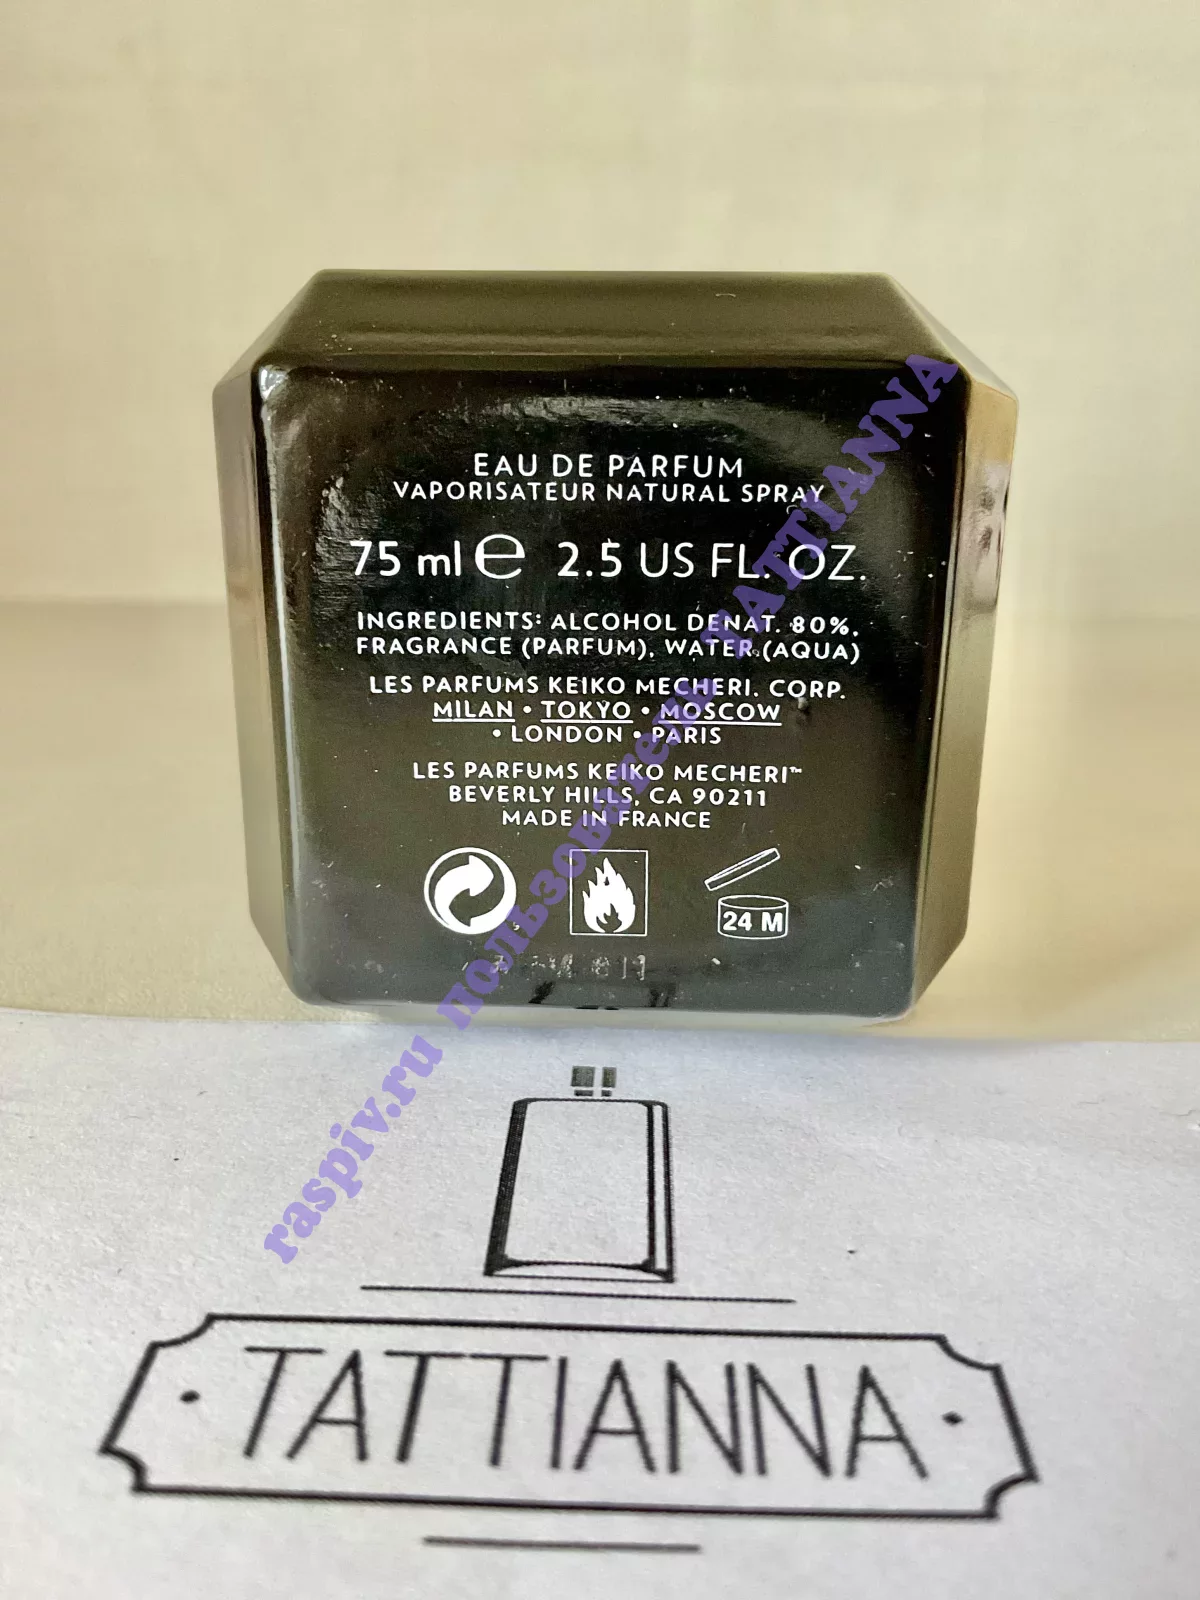 EAU DE PARFUM
VAPORISATEUR NATURAL SPRAY
75 ml e 2.5 US FL. OZ.
INGREDIENTS: ALCOHOL DENAT. 80%,
FRAGRANCE (PARFUM), WATER (AQUA)
LES PARFUMS KEIKO MECHERI. CORP.
MILAN • TOKYO • MOSCOW
• LONDON • PARIS
LES PARFUMS KEIKO MECHERI™
BEVERLY HILLS, CA 90211
MADE IN FRANCE
24 M
raspiv.ru пользователь TATTIANNA
TATTIANNA